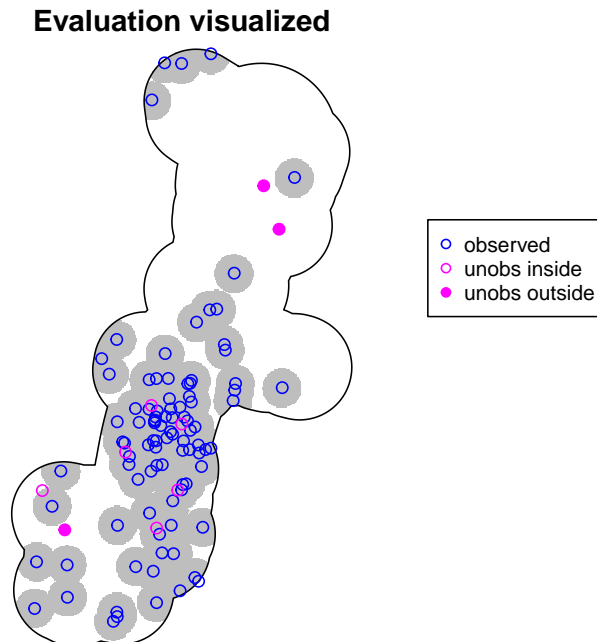 Evaluation visualized
observed
unobs inside
unobs outside